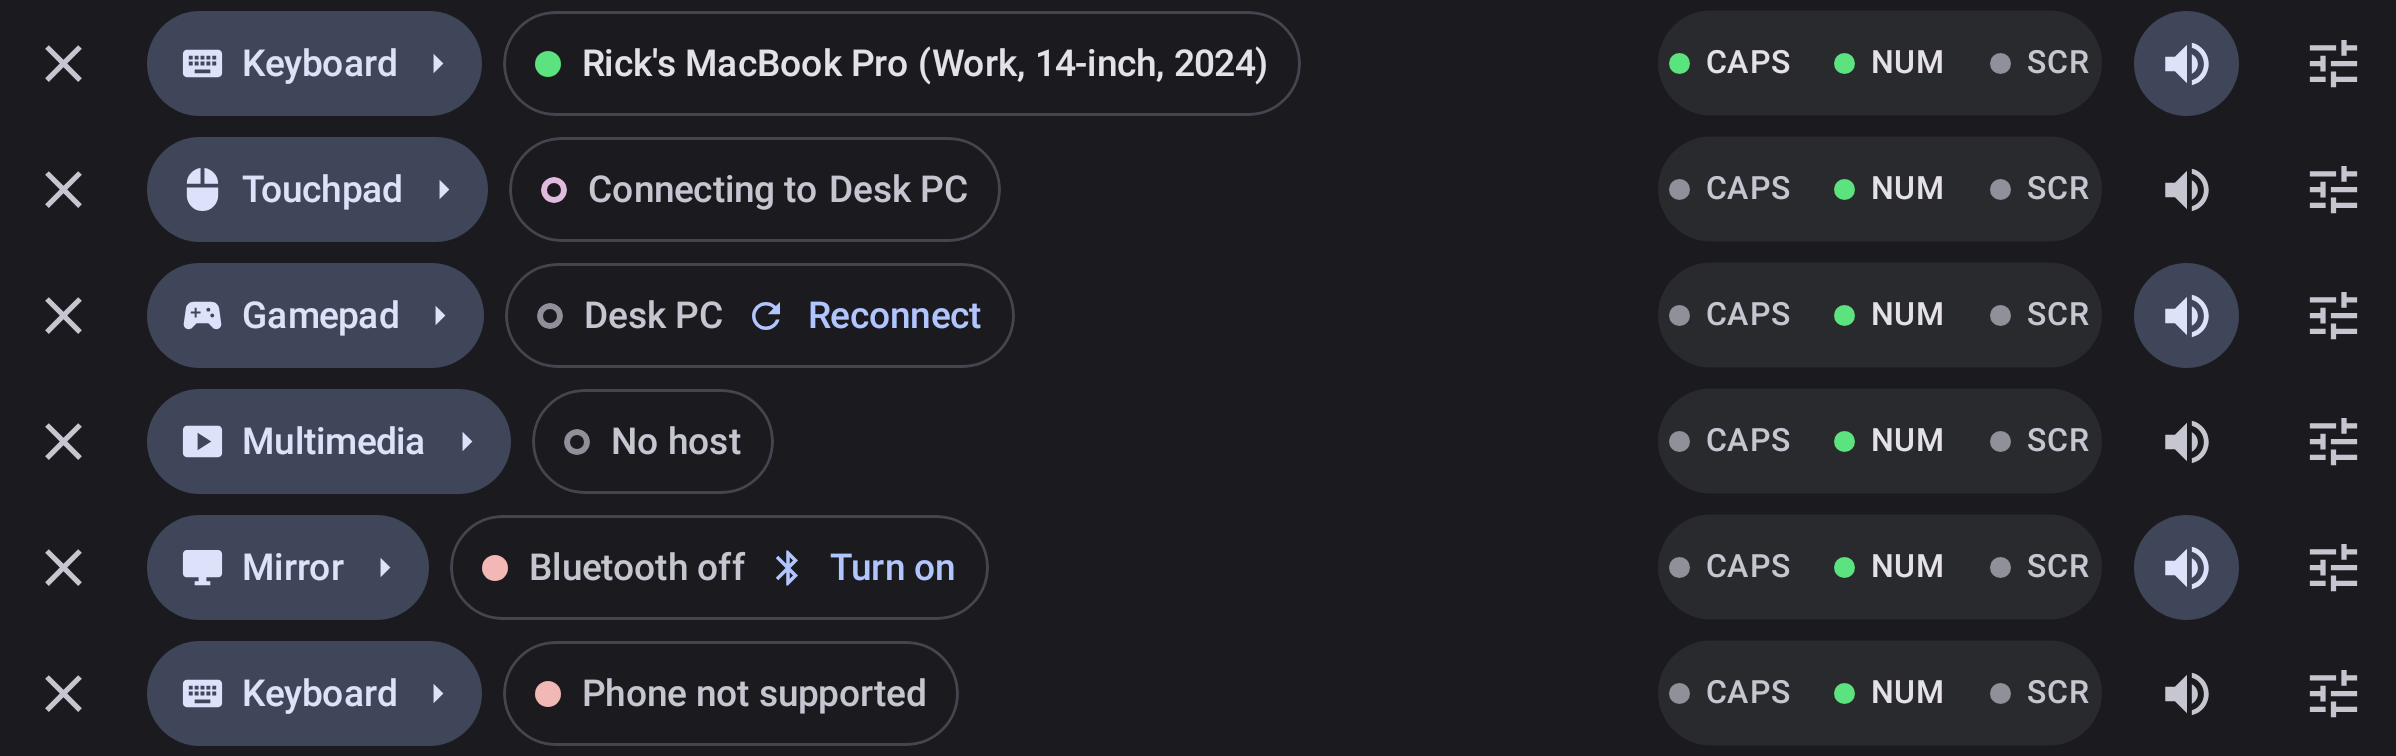 Keyboard Rick's MacBook Pro (Work, 14-inch, 2024) CAPS NUM SCR
Touchpad Connecting to Desk PC CAPS NUM SCR
Gamepad Desk PC Reconnect CAPS NUM SCR
Multimedia No host CAPS NUM SCR
Mirror Bluetooth off Turn on CAPS NUM SCR
Keyboard Phone not supported CAPS NUM SCR